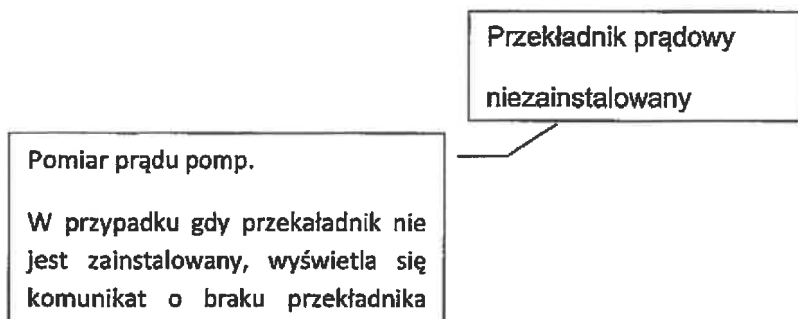 Przekładnik prądowy
niezainstalowany
Pomiar prądu pomp.
W przypadku gdy przekaładnik nie
jest zainstalowany, wyświetla się
komunikat o braku przekładnika